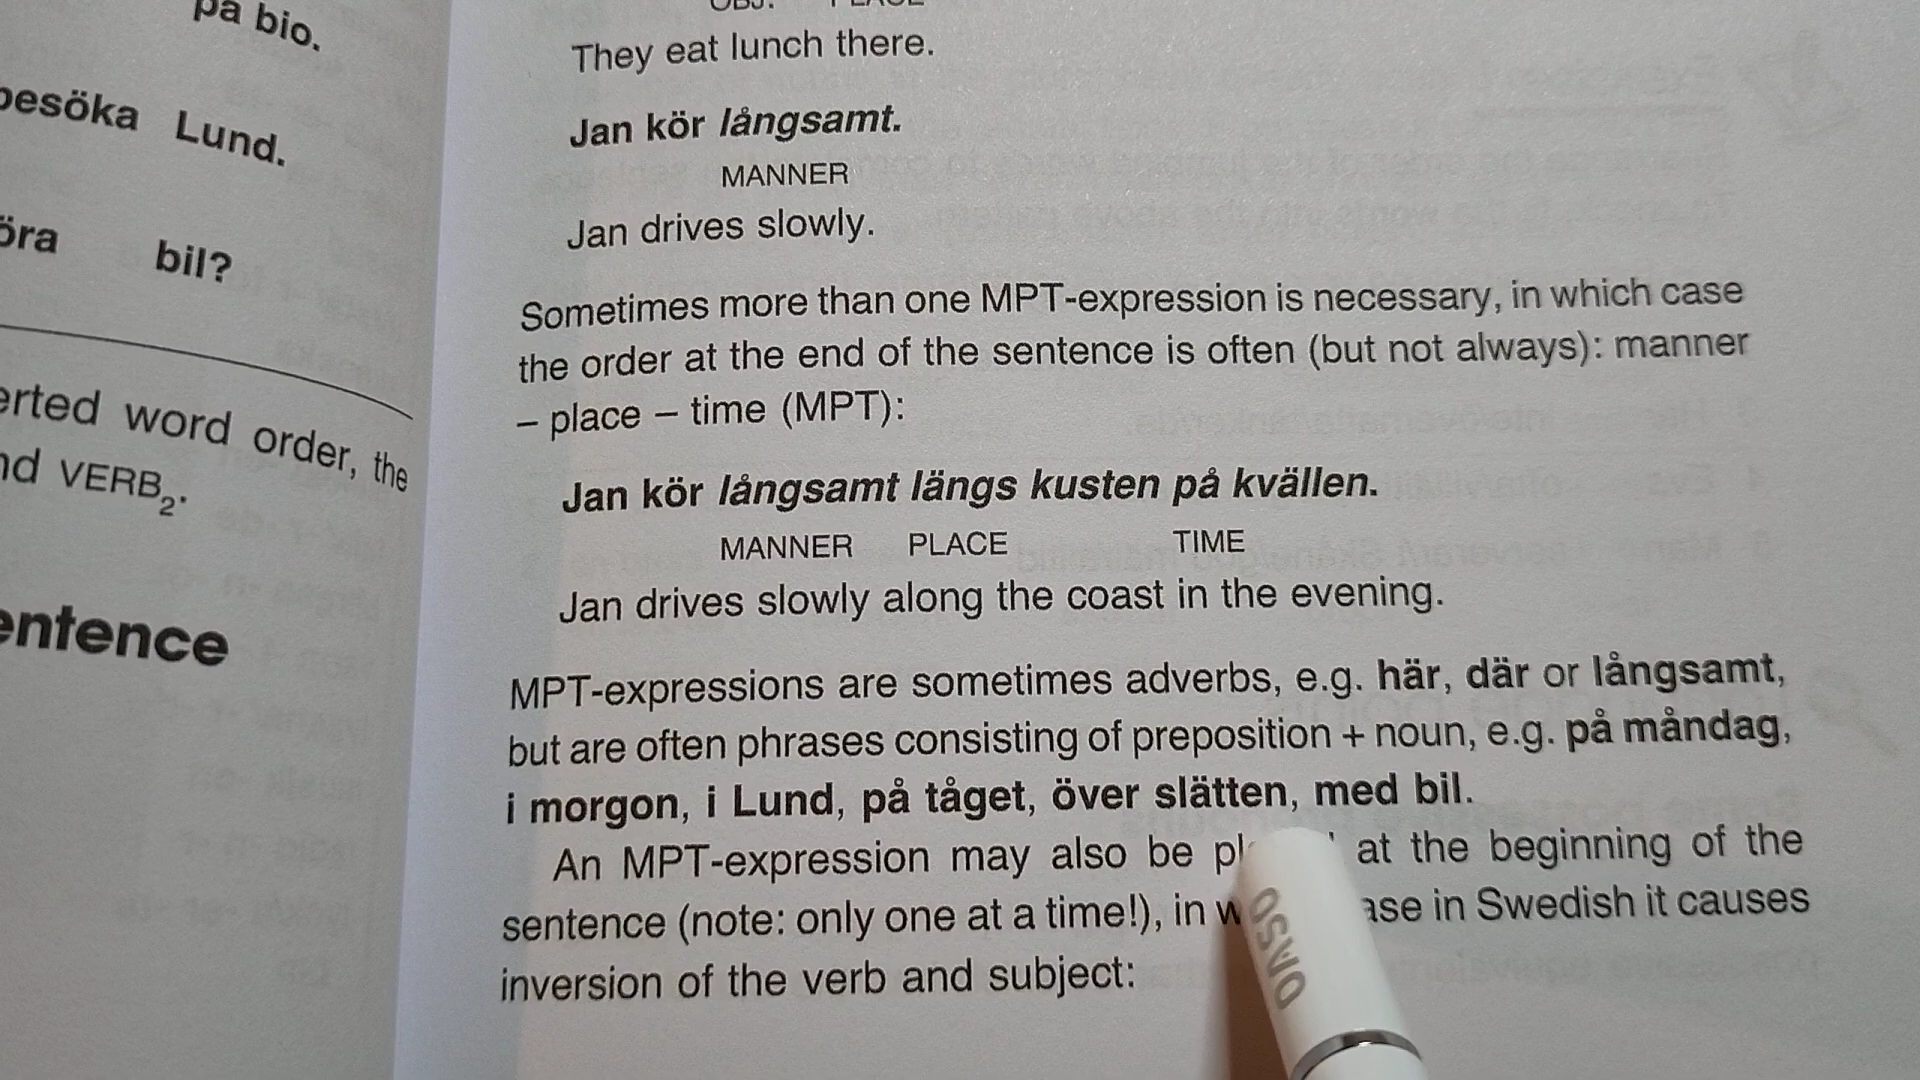 på bio.
besöka Lund.
öra bil?
erted word order, the
nd VERB₂.
entence
OBJ. PLACE
They eat lunch there.
Jan kör långsamt.
MANNER
Jan drives slowly.
Sometimes more than one MPT-expression is necessary, in which case
the order at the end of the sentence is often (but not always): manner
– place – time (MPT):
Jan kör långsamt längs kusten på kvällen.
MANNER PLACE TIME
Jan drives slowly along the coast in the evening.
MPT-expressions are sometimes adverbs, e.g. här, där or långsamt,
but are often phrases consisting of preposition + noun, e.g. på måndag,
i morgon, i Lund, på tåget, över slätten, med bil.
An MPT-expression may also be at the beginning of the
sentence (note: only one at a time!), in ase in Swedish it causes
inversion of the verb and subject:
OASO